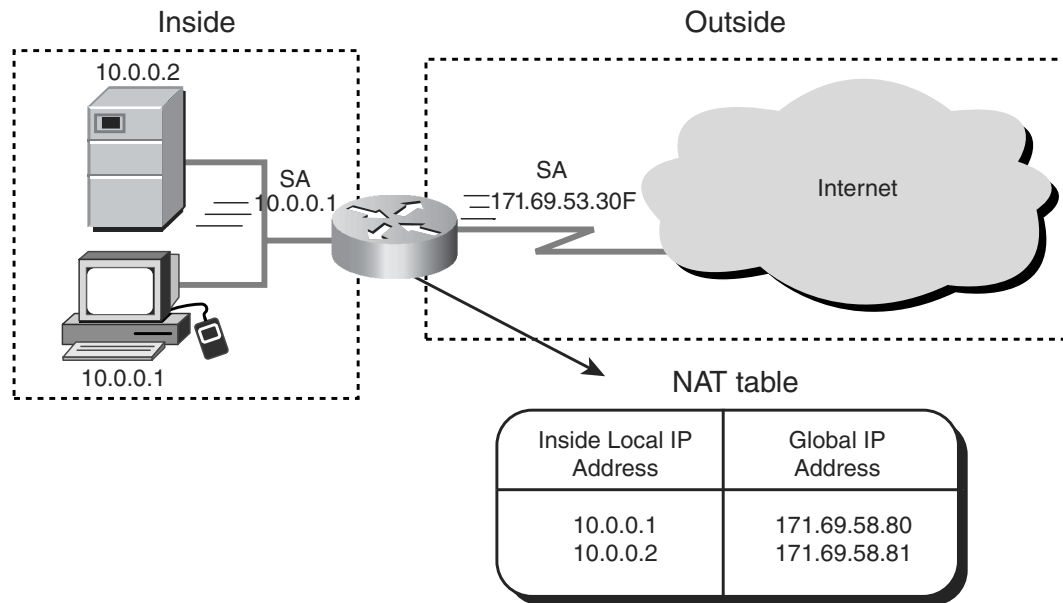 Inside
Outside
10.0.0.2
SA
10.0.0.1
SA
171.69.53.30F
Internet
10.0.0.1
NAT table
Inside Local IP
Address
Global IP
Address
10.0.0.1
171.69.58.80
10.0.0.2
171.69.58.81